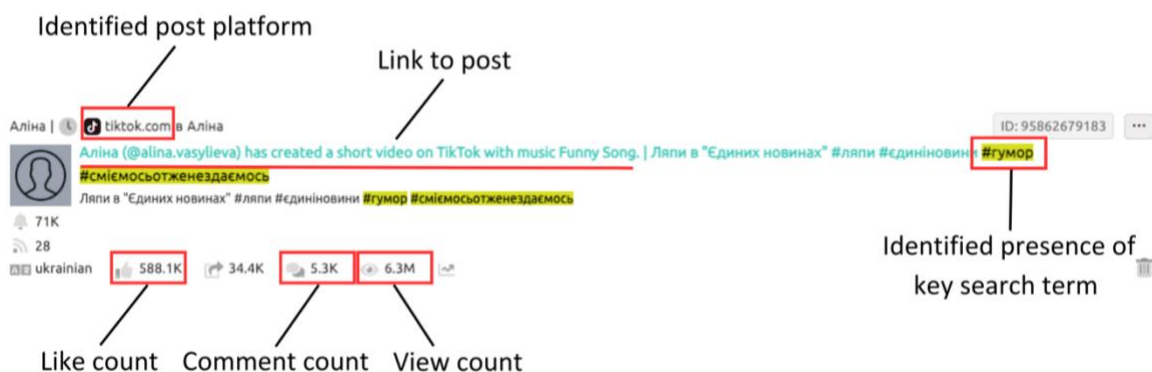 Identified post platform
Link to post
Аліна | tiktok.com в Аліна
ID: 95862679183 ...
Аліна (@alina.vasylieva) has created a short video on TikTok with music Funny Song. | Ляпи в "Єдиних новинах" #ляпи #єдиніновини #гумор
#сміємосьотженездаємось
Ляпи в "Єдиних новинах" #ляпи #єдиніновини #гумор #сміємосьотженездаємось
71K
28
ukrainian 588.1K 34.4K 5.3K 6.3M
Identified presence of
key search term
Like count Comment count View count